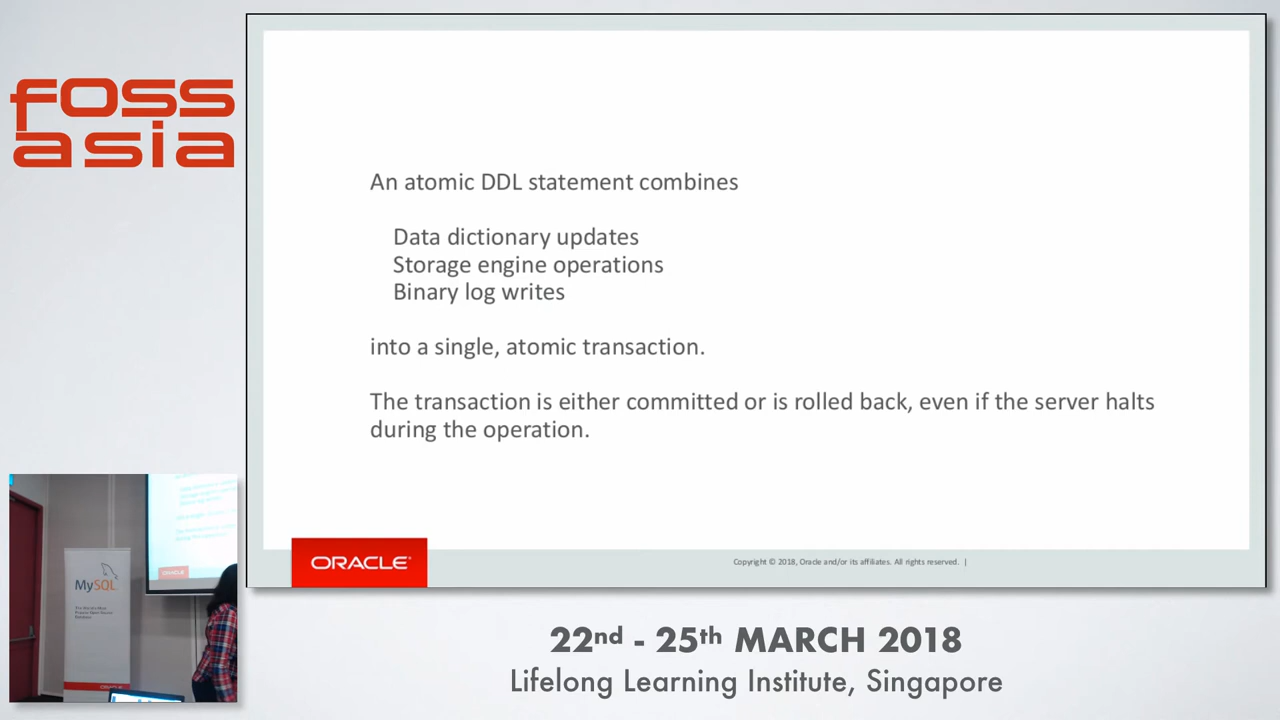 foss
asia
An atomic DDL statement combines
Data dictionary updates
Storage engine operations
Binary log writes
into a single, atomic transaction.
The transaction is either committed or is rolled back, even if the server halts
during the operation.
ORACLE®
Copyright © 2018, Oracle and/or its affiliates. All rights reserved. |
MySQL
ORACLE
ORACLE
22nd - 25th MARCH 2018
Lifelong Learning Institute, Singapore